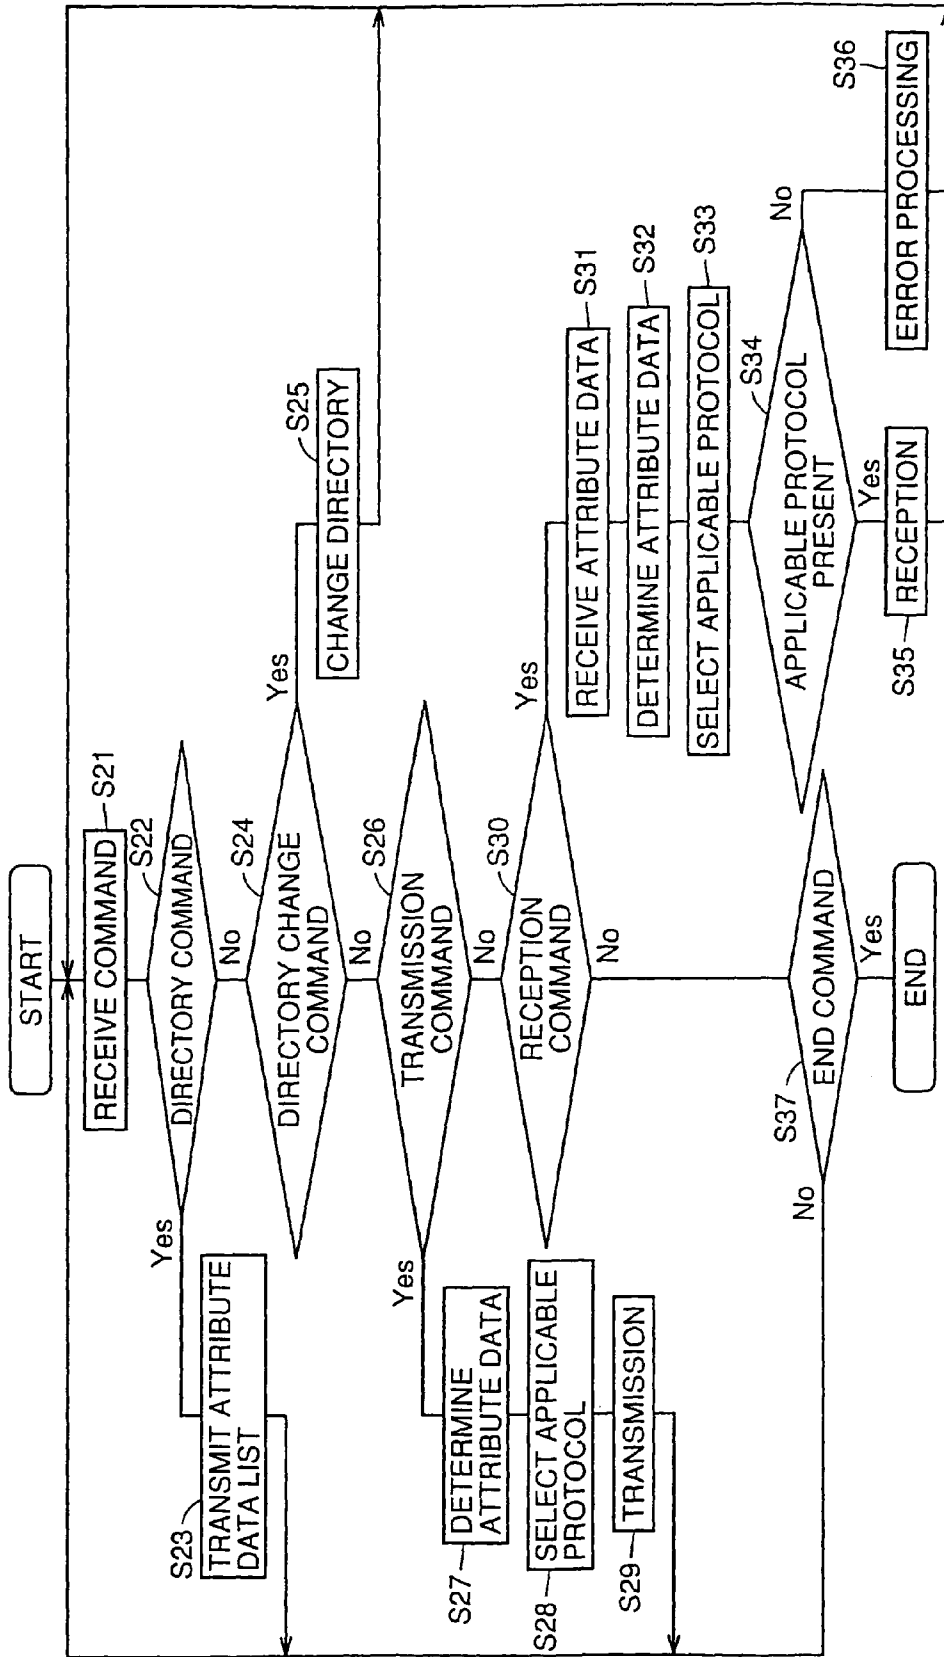 START
RECEIVE COMMAND
S21
DIRECTORY COMMAND
S22
Yes
No
S23
TRANSMIT ATTRIBUTE
DATA LIST
DIRECTORY CHANGE
COMMAND
S24
Yes
No
CHANGE DIRECTORY
S25
TRANSMISSION
COMMAND
S26
Yes
No
S27
DETERMINE
ATTRIBUTE DATA
S28
SELECT APPLICABLE
PROTOCOL
S29
TRANSMISSION
RECEPTION
COMMAND
S30
Yes
No
RECEIVE ATTRIBUTE DATA
S31
DETERMINE ATTRIBUTE DATA
S32
SELECT APPLICABLE PROTOCOL
S33
APPLICABLE PROTOCOL
PRESENT
S34
No
Yes
S35
RECEPTION
S36
ERROR PROCESSING
S37
END COMMAND
No
Yes
END